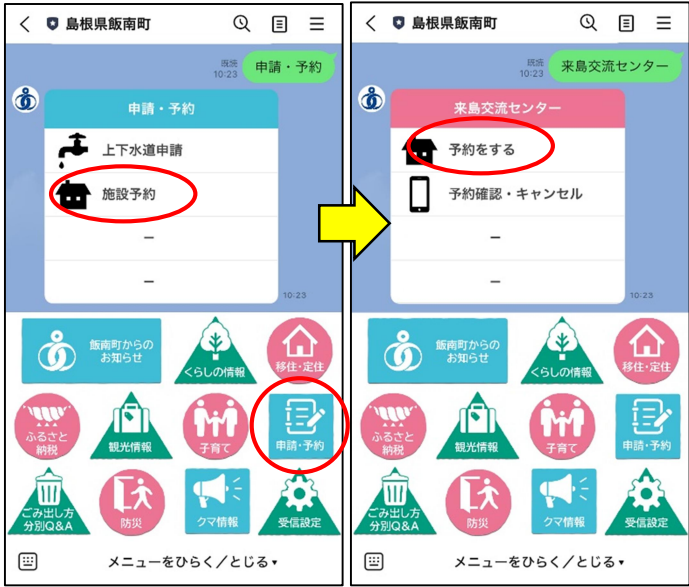 島根県飯南町
既読
10:23
申請・予約
申請・予約
上下水道申請
施設予約
–
–
10:23
飯南町からの
お知らせ
くらしの情報
移住・定住
ふるさと
納税
観光情報
子育て
申請・予約
ごみ出し方
分別Q&A
防災
クマ情報
受信設定
メニューをひらく/とじる▾
島根県飯南町
既読
10:23
来島交流センター
来島交流センター
予約をする
予約確認・キャンセル
–
–
10:23
飯南町からの
お知らせ
くらしの情報
移住・定住
ふるさと
納税
観光情報
子育て
申請・予約
ごみ出し方
分別Q&A
防災
クマ情報
受信設定
メニューをひらく/とじる▾